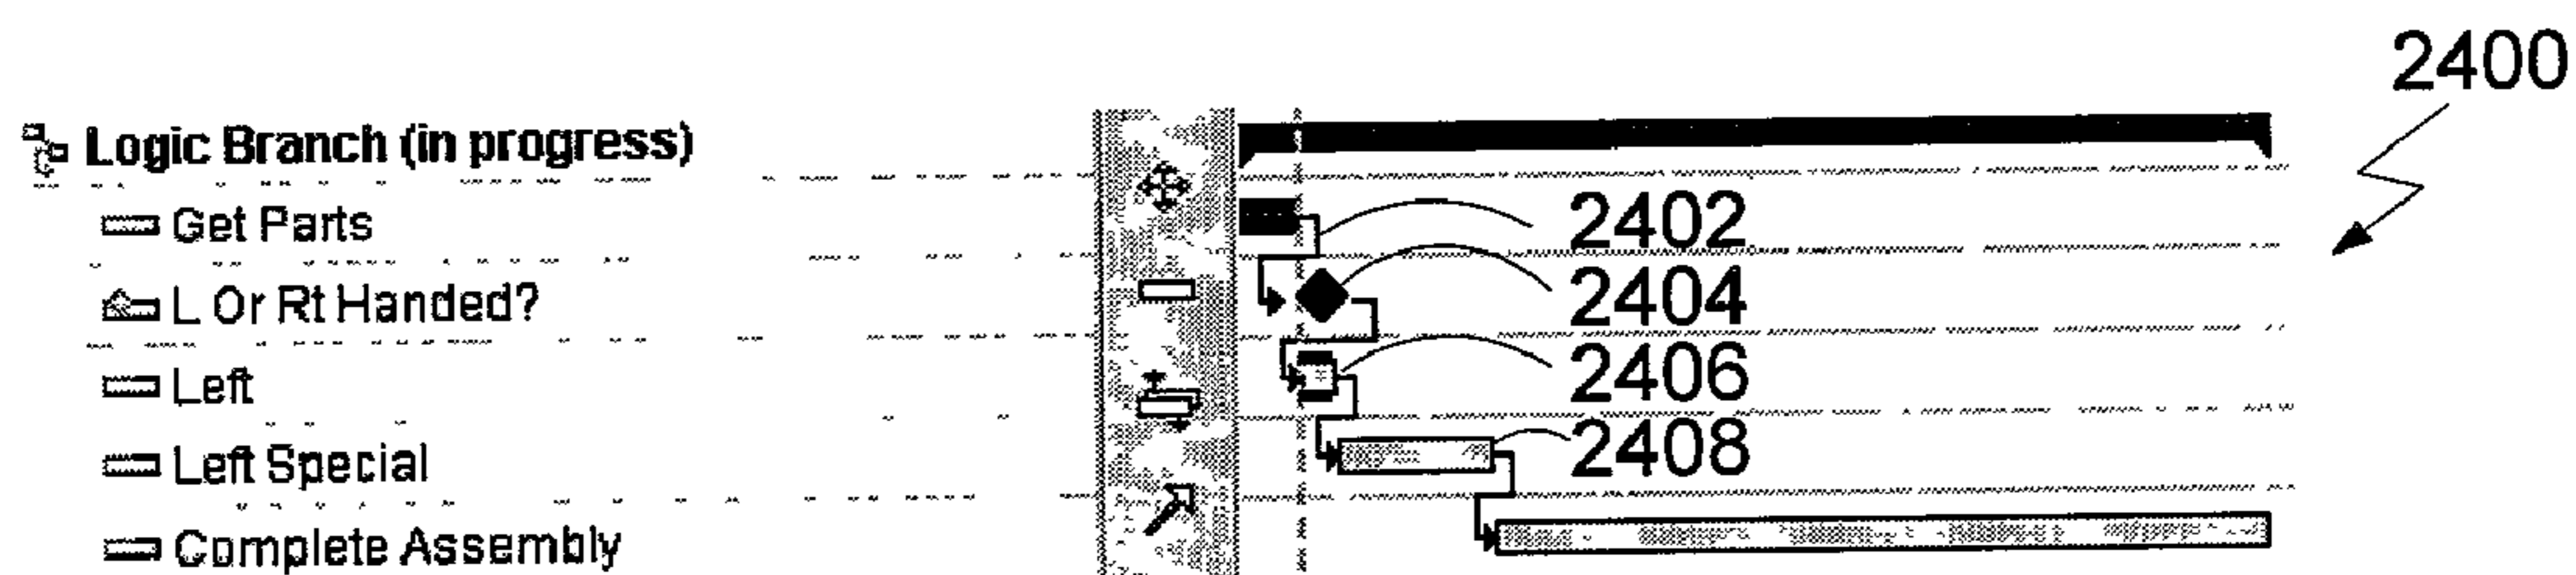 2400
Logic Branch (in progress)
Get Parts
2402
L Or Rt Handed?
2404
Left
2406
Left Special
2408
Complete Assembly